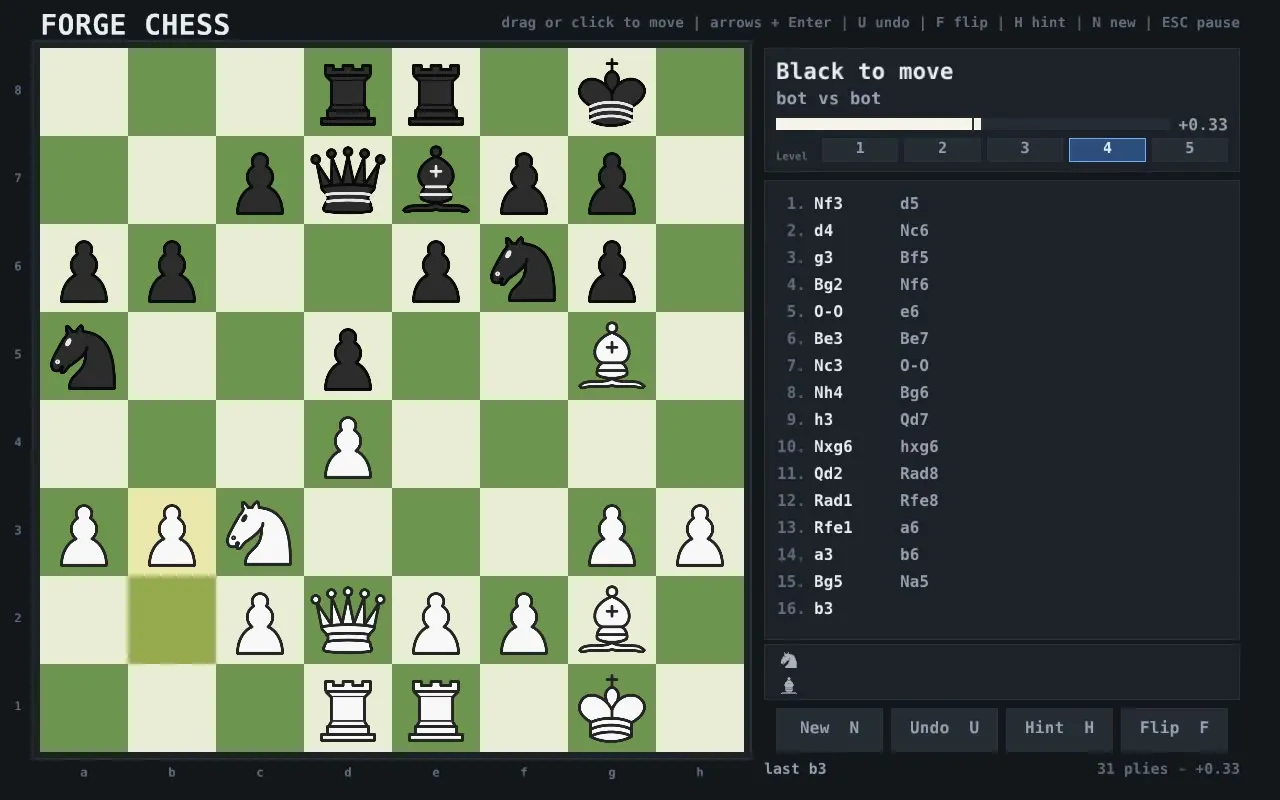 FORGE CHESS
drag or click to move | arrows + Enter | U undo | F flip | H hint | N new | ESC pause
Black to move
bot vs bot
+0.33
Level 1 2 3 4 5
1. Nf3 d5
2. d4 Nc6
3. g3 Bf5
4. Bg2 Nf6
5. O-O e6
6. Be3 Be7
7. Nc3 O-O
8. Nh4 Bg6
9. h3 Qd7
10. Nxg6 hxg6
11. Qd2 Rad8
12. Rad1 Rfe8
13. Rfe1 a6
14. a3 b6
15. Bg5 Na5
16. b3
New N Undo U Hint H Flip F
last b3 31 plies - +0.33
8
7
6
5
4
3
2
1
a b c d e f g h